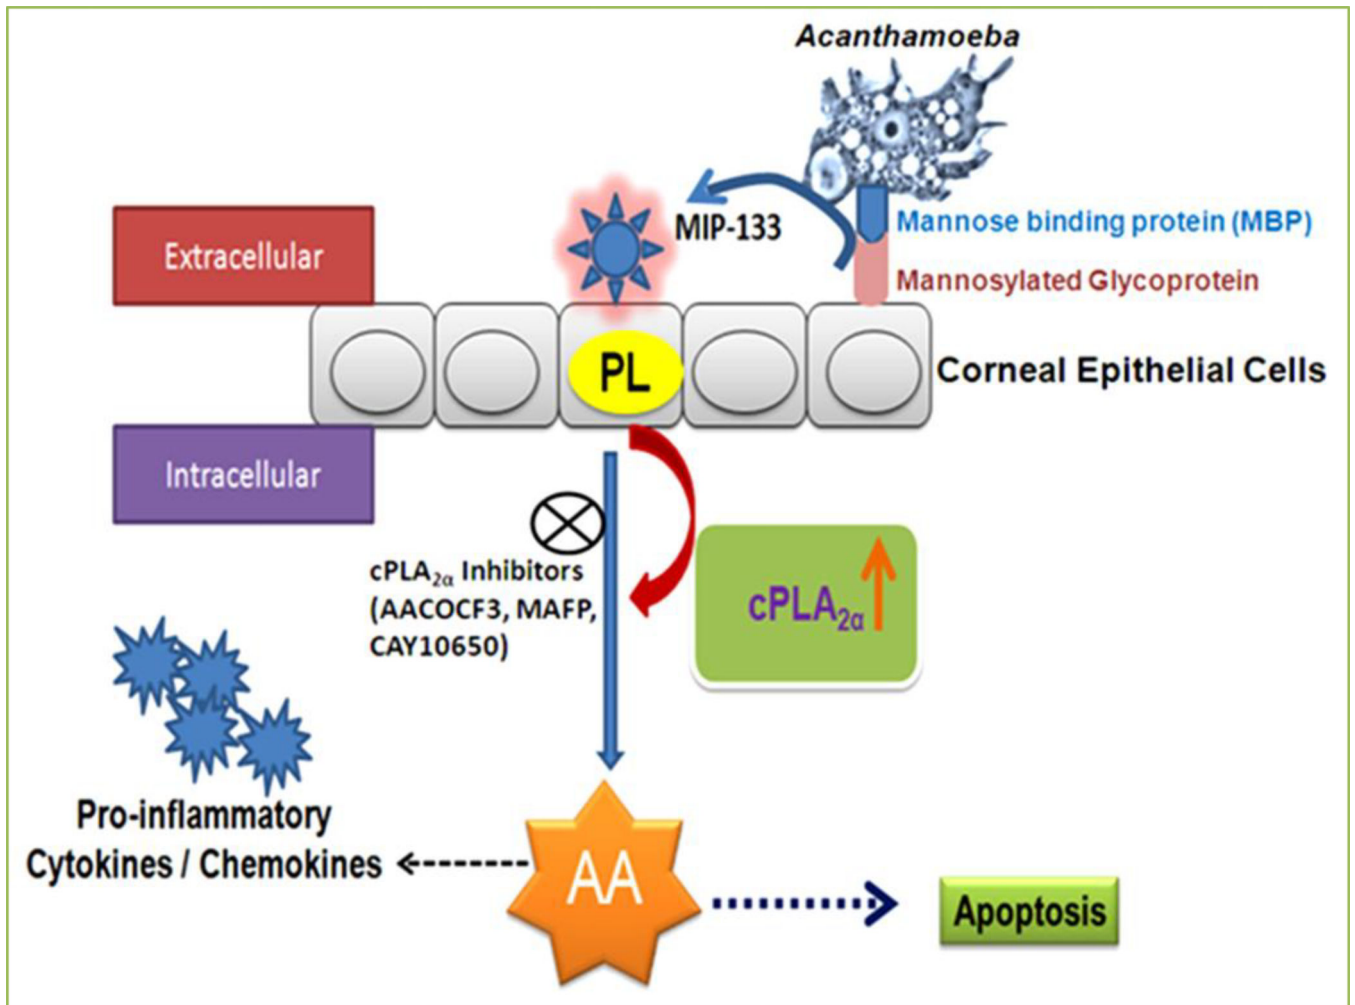 Acanthamoeba
MIP-133
Mannose binding protein (MBP)
Mannosylated Glycoprotein
Extracellular
PL
Corneal Epithelial Cells
Intracellular
cPLA₂α Inhibitors
(AACOCF3, MAFP,
CAY10650)
cPLA₂α
Pro-inflammatory
Cytokines / Chemokines
AA
Apoptosis